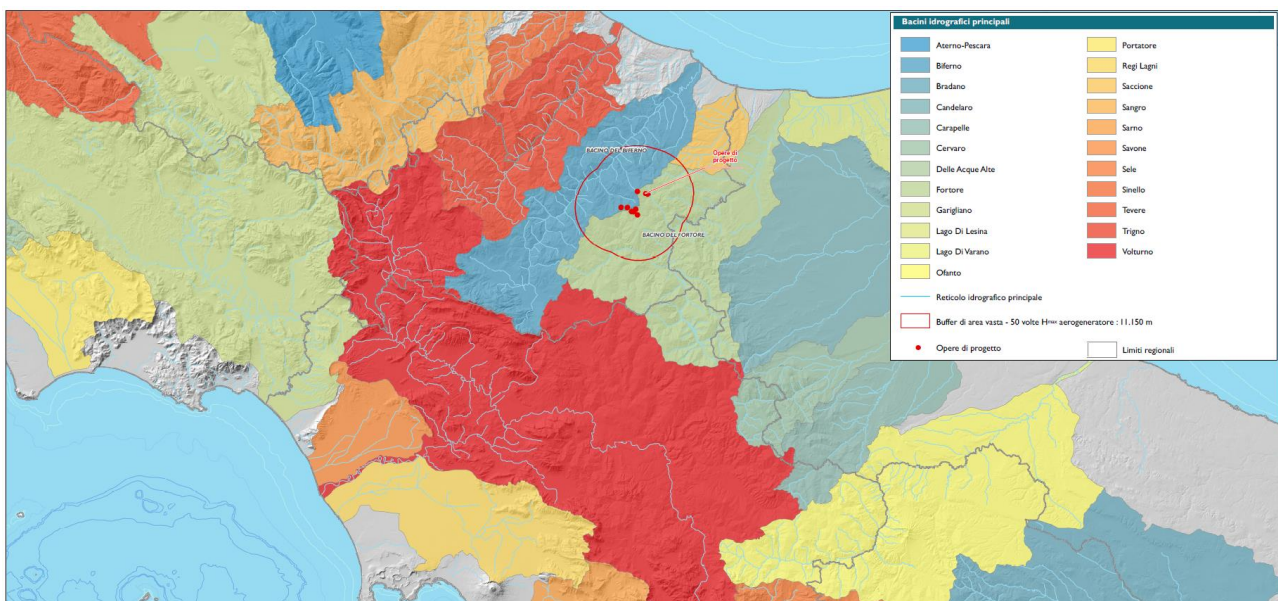 Bacini idrografici principali
Aterno-Pescara
Biferno
Bradano
Candelaro
Carapelle
Cervaro
Delle Acque Alte
Fortore
Garigliano
Lago Di Lesina
Lago Di Varano
Ofanto
Portatore
Regi Lagni
Saccione
Sangro
Sarno
Savone
Sele
Sinello
Tevere
Trigno
Volturno
Reticolo idrografico principale
Buffer di area vasta - 50 volte Hmax aerogeneratore : 11.150 m
Opere di progetto
Limiti regionali
BACINO DEL BIFERNO
Opere di
progetto
BACINO DEL FORTORE